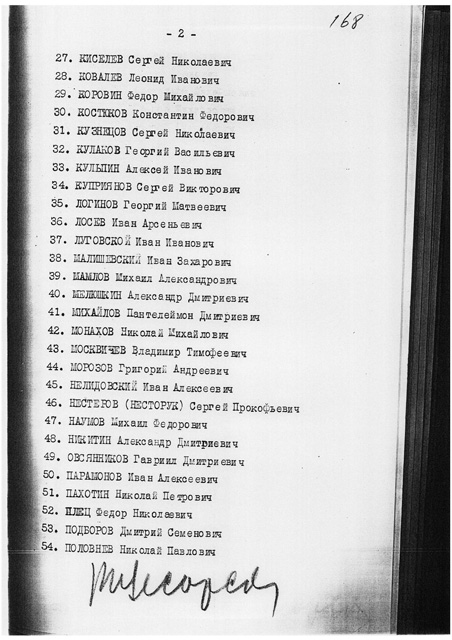 168
- 2 -
27. КИСЕЛЕВ Сергей Николаевич
28. КОВАЛЕВ Леонид Иванович
29. КОРОВИН Федор Михайлович
30. КОСТЮКОВ Константин Федорович
31. КУЗНЕЦОВ Сергей Николаевич
32. КУЛАКОВ Георгий Васильевич
33. КУЛЬПИН Алексей Иванович
34. КУПРИЯНОВ Сергей Викторович
35. ЛОГИНОВ Георгий Матвеевич
36. ЛОСЕВ Иван Арсеньевич
37. ЛУГОВСКОЙ Иван Иванович
38. МАЛИШЕВСКИЙ Иван Захарович
39. МАМЛОВ Михаил Александрович
40. МЕЛЮШКИН Александр Дмитриевич
41. МИХАЙЛОВ Пантелеймон Дмитриевич
42. МОНАХОВ Николай Михайлович
43. МОСКВИЧЕВ Владимир Тимофеевич
44. МОРОЗОВ Григорий Андреевич
45. НЕЛИДОВСКИЙ Иван Алексеевич
46. НЕСТЕРОВ (НЕСТОРУК) Сергей Прокофьевич
47. НАУМОВ Михаил Федорович
48. НИКИТИН Александр Дмитриевич
49. ОВСЯННИКОВ Гавриил Дмитриевич
50. ПАРАМОНОВ Иван Алексеевич
51. ПАХОТИН Николай Петрович
52. ПЛЕЦ Федор Николаевич
53. ПОДБОРОВ Дмитрий Семенович
54. ПОЛОВНЕВ Николай Павлович